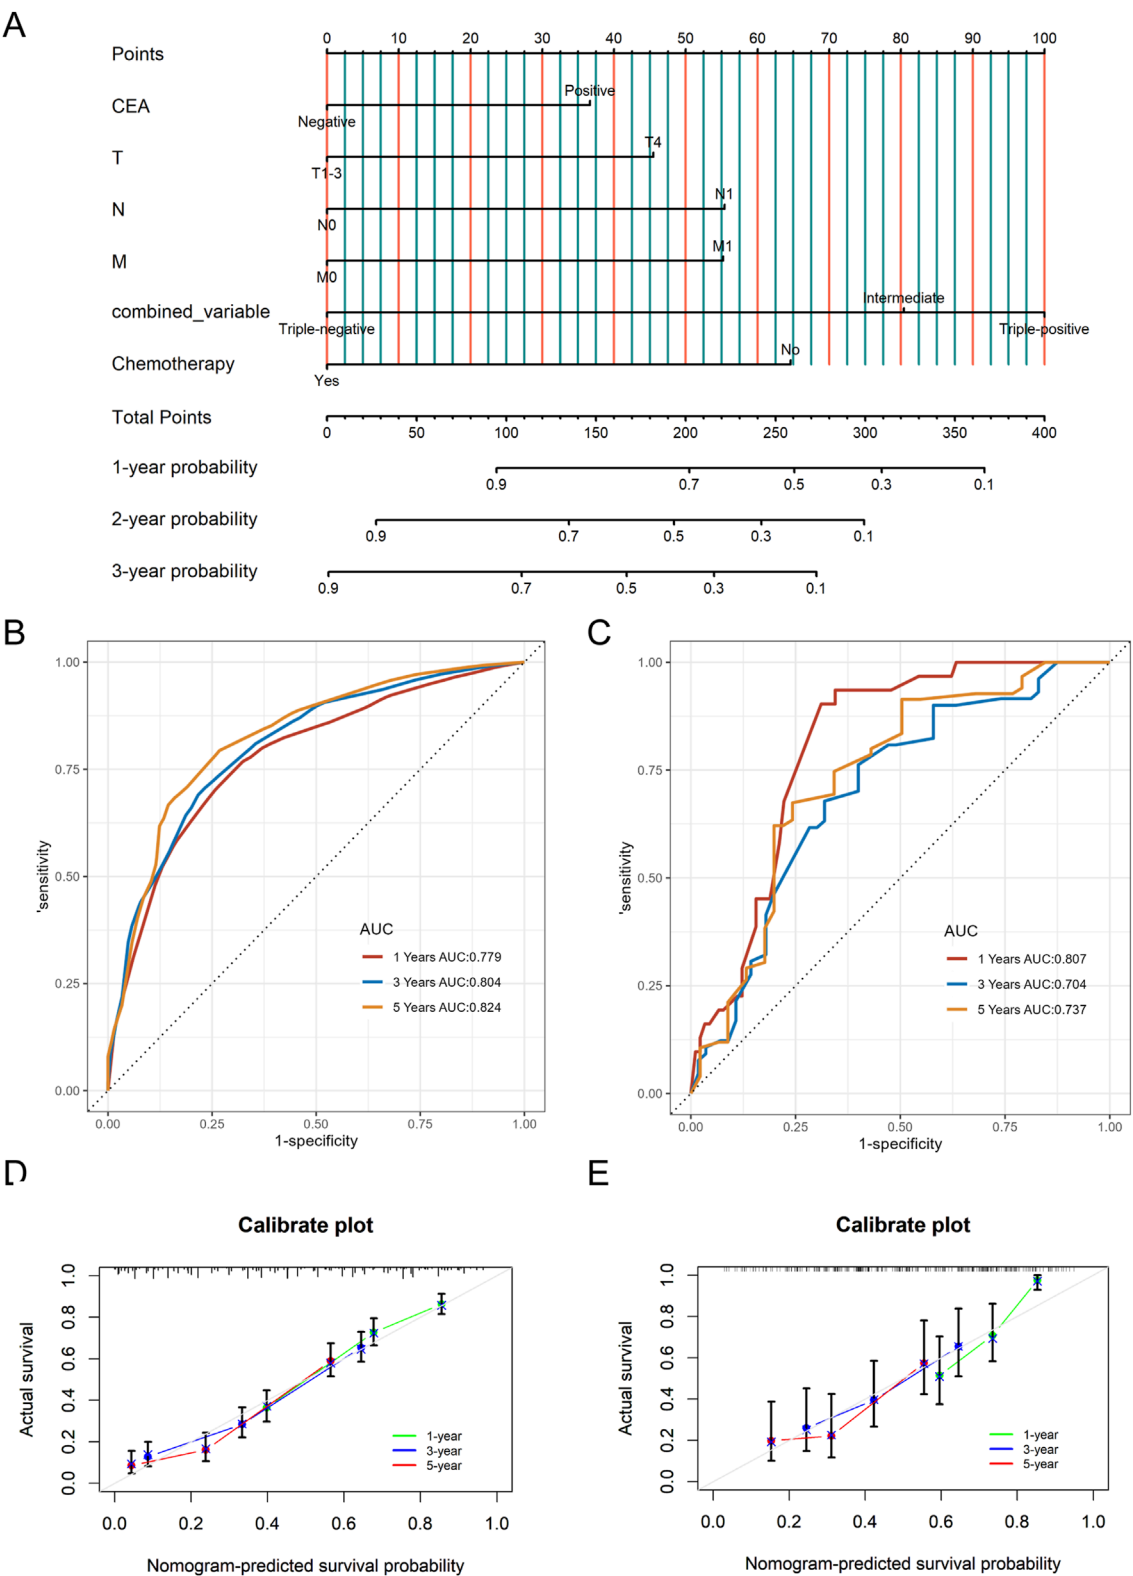 A
Points
0 10 20 30 40 50 60 70 80 90 100
CEA
Positive
Negative
T
T4
T1-3
N
N1
N0
M
M1
M0
combined_variable
Intermediate
Triple-negative
Triple-positive
Chemotherapy
No
Yes
Total Points
0 50 100 150 200 250 300 350 400
1-year probability
0.9 0.7 0.5 0.3 0.1
2-year probability
0.9 0.7 0.5 0.3 0.1
3-year probability
0.9 0.7 0.5 0.3 0.1
B
1.00
0.75
0.50
0.25
0.00
'sensitivity
AUC
1 Years AUC:0.779
3 Years AUC:0.804
5 Years AUC:0.824
0.00 0.25 0.50 0.75 1.00
1-specificity
C
1.00
0.75
0.50
0.25
0.00
'sensitivity
AUC
1 Years AUC:0.807
3 Years AUC:0.704
5 Years AUC:0.737
0.00 0.25 0.50 0.75 1.00
1-specificity
D
Calibrate plot
1.0
0.8
0.6
0.4
0.2
0.0
Actual survival
1-year
3-year
5-year
0.0 0.2 0.4 0.6 0.8 1.0
Nomogram-predicted survival probability
E
Calibrate plot
1.0
0.8
0.6
0.4
0.2
0.0
Actual survival
1-year
3-year
5-year
0.0 0.2 0.4 0.6 0.8 1.0
Nomogram-predicted survival probability